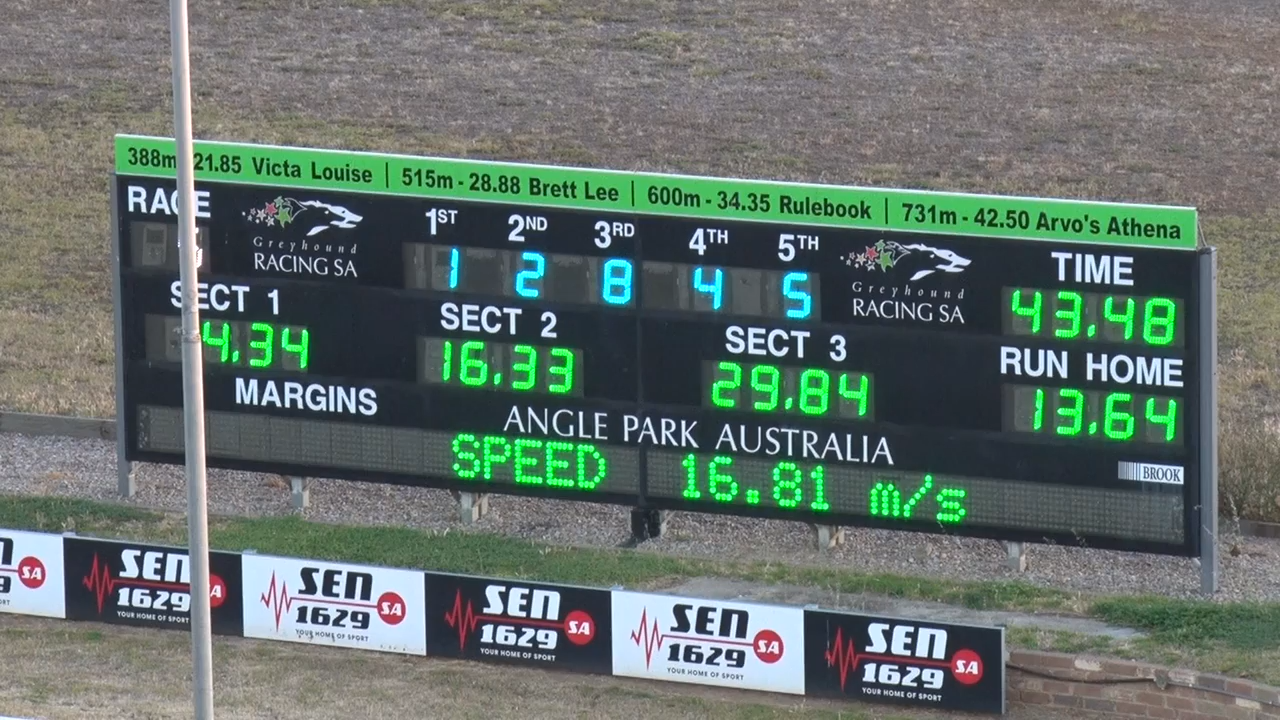 388m 21.85 Victa Louise | 515m - 28.88 Brett Lee | 600m - 34.35 Rulebook | 731m - 42.50 Arvo's Athena
RACE
Greyhound
RACING SA
1ST 2ND 3RD 4TH 5TH
1 2 8 4 5
Greyhound
RACING SA
TIME
43.48
SECT 1
4.34
SECT 2
16.33
SECT 3
29.84
RUN HOME
13.64
MARGINS
ANGLE PARK AUSTRALIA
BROOK
SPEED 16.81 m/s
SA
SEN
1629
SA
YOUR HOME OF SPORT
SEN
1629
SA
YOUR HOME OF SPORT
SEN
1629
SA
YOUR HOME OF SPORT
SEN
1629
SA
YOUR HOME OF SPORT
SEN
1629
SA
YOUR HOME OF SPORT